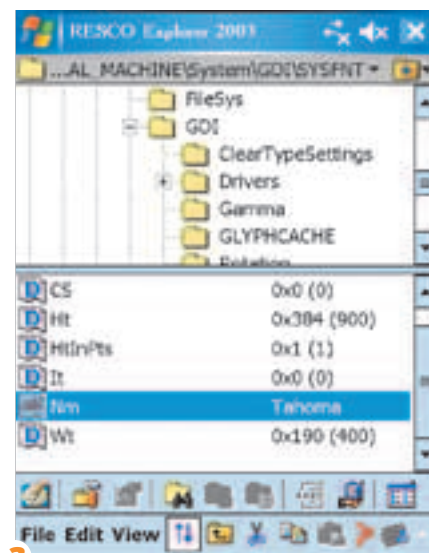 RESCO Explorer 2003
...AL_MACHINE\System\GDI\SYSFNT
FileSys
GDI
ClearTypeSettings
Drivers
Gamma
GLYPHCACHE
Rotation
CS 0x0 (0)
Ht 0x384 (900)
HtInPts 0x1 (1)
It 0x0 (0)
Nm Tahoma
Wt 0x190 (400)
File Edit View